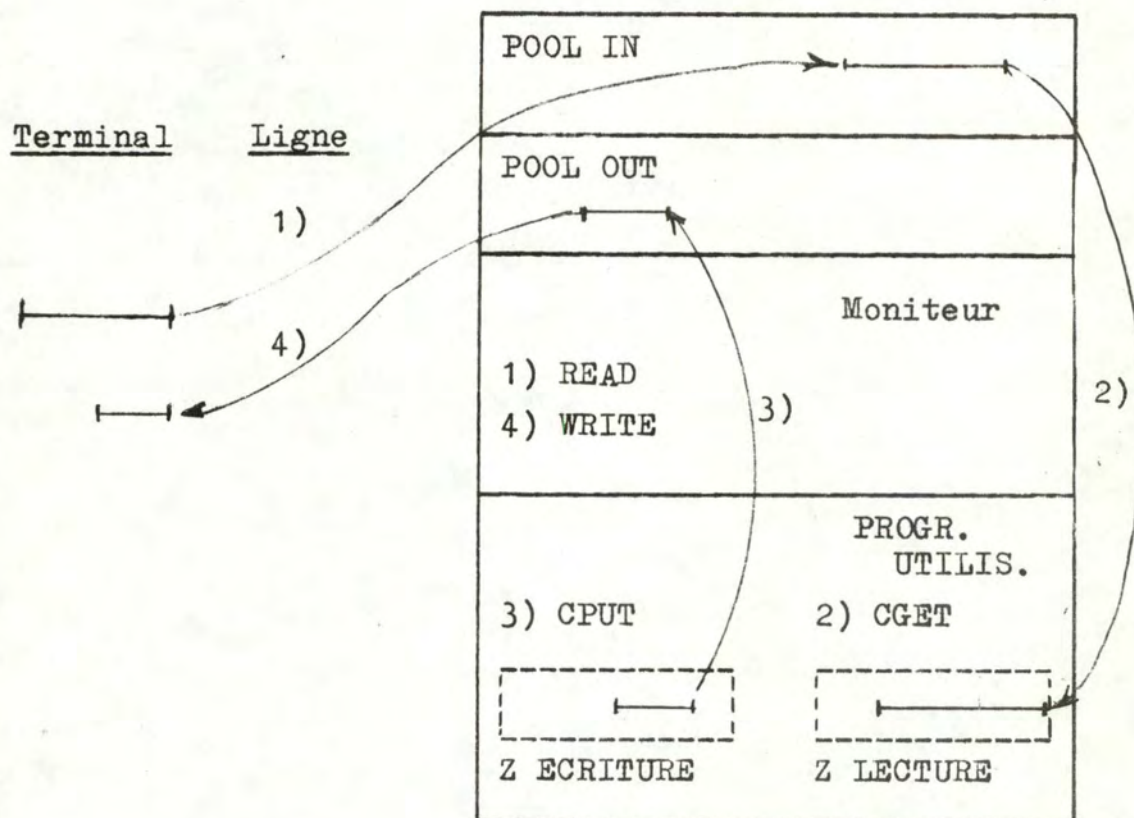 POOL IN
Terminal Ligne
POOL OUT
1)
Moniteur
4)
1) READ
4) WRITE
3)
2)
PROGR.
UTILIS.
3) CPUT
2) CGET
Z ECRITURE
Z LECTURE